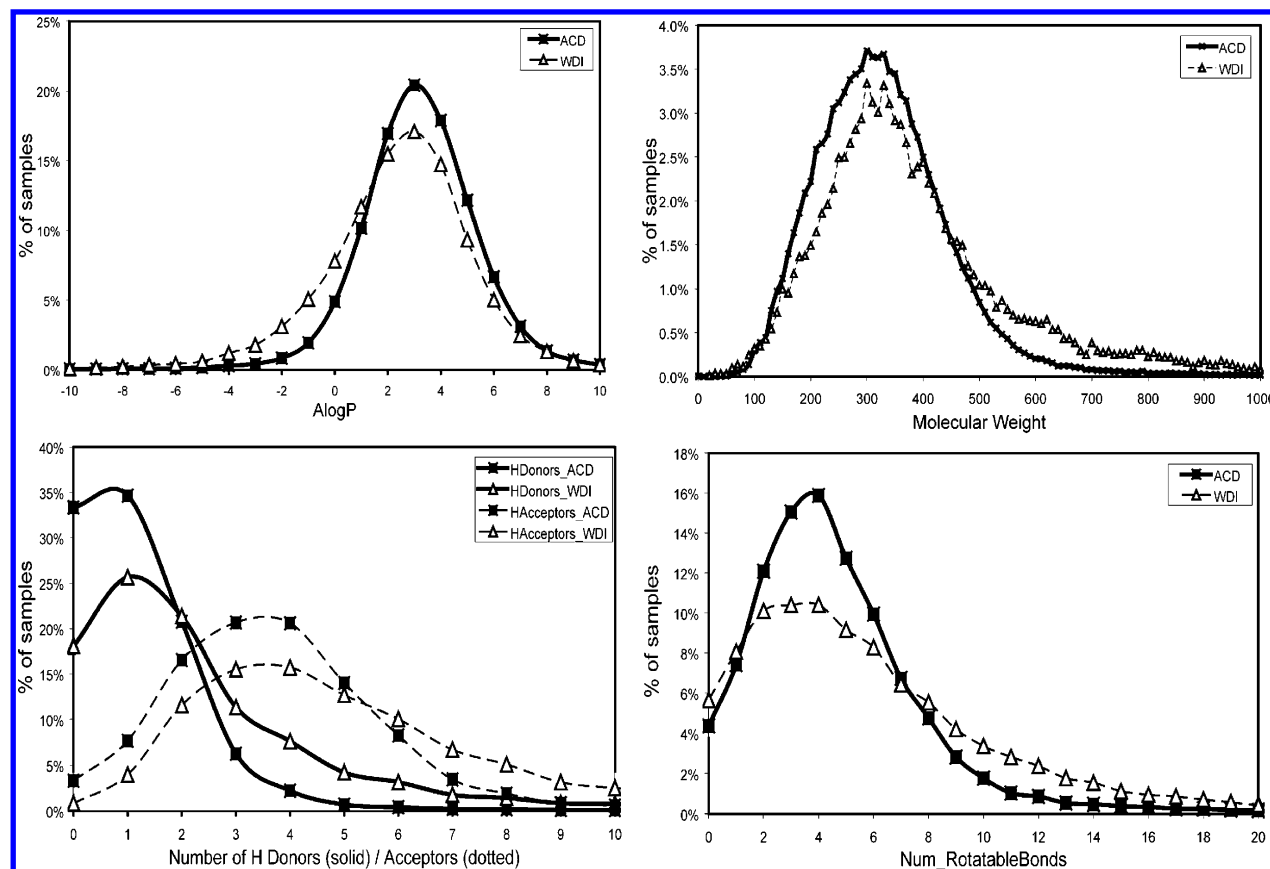 25%
20%
15%
10%
5%
0%
% of samples
-10 -8 -6 -4 -2 0 2 4 6 8 10
AlogP
ACD
WDI
4.0%
3.5%
3.0%
2.5%
2.0%
1.5%
1.0%
0.5%
0.0%
% of samples
0 100 200 300 400 500 600 700 800 900 1000
Molecular Weight
ACD
WDI
40%
35%
30%
25%
20%
15%
10%
5%
0%
% of samples
0 1 2 3 4 5 6 7 8 9 10
Number of H Donors (solid) / Acceptors (dotted)
HDonors_ACD
HDonors_WDI
HAcceptors_ACD
HAcceptors_WDI
18%
16%
14%
12%
10%
8%
6%
4%
2%
0%
% of samples
0 2 4 6 8 10 12 14 16 18 20
Num_RotatableBonds
ACD
WDI